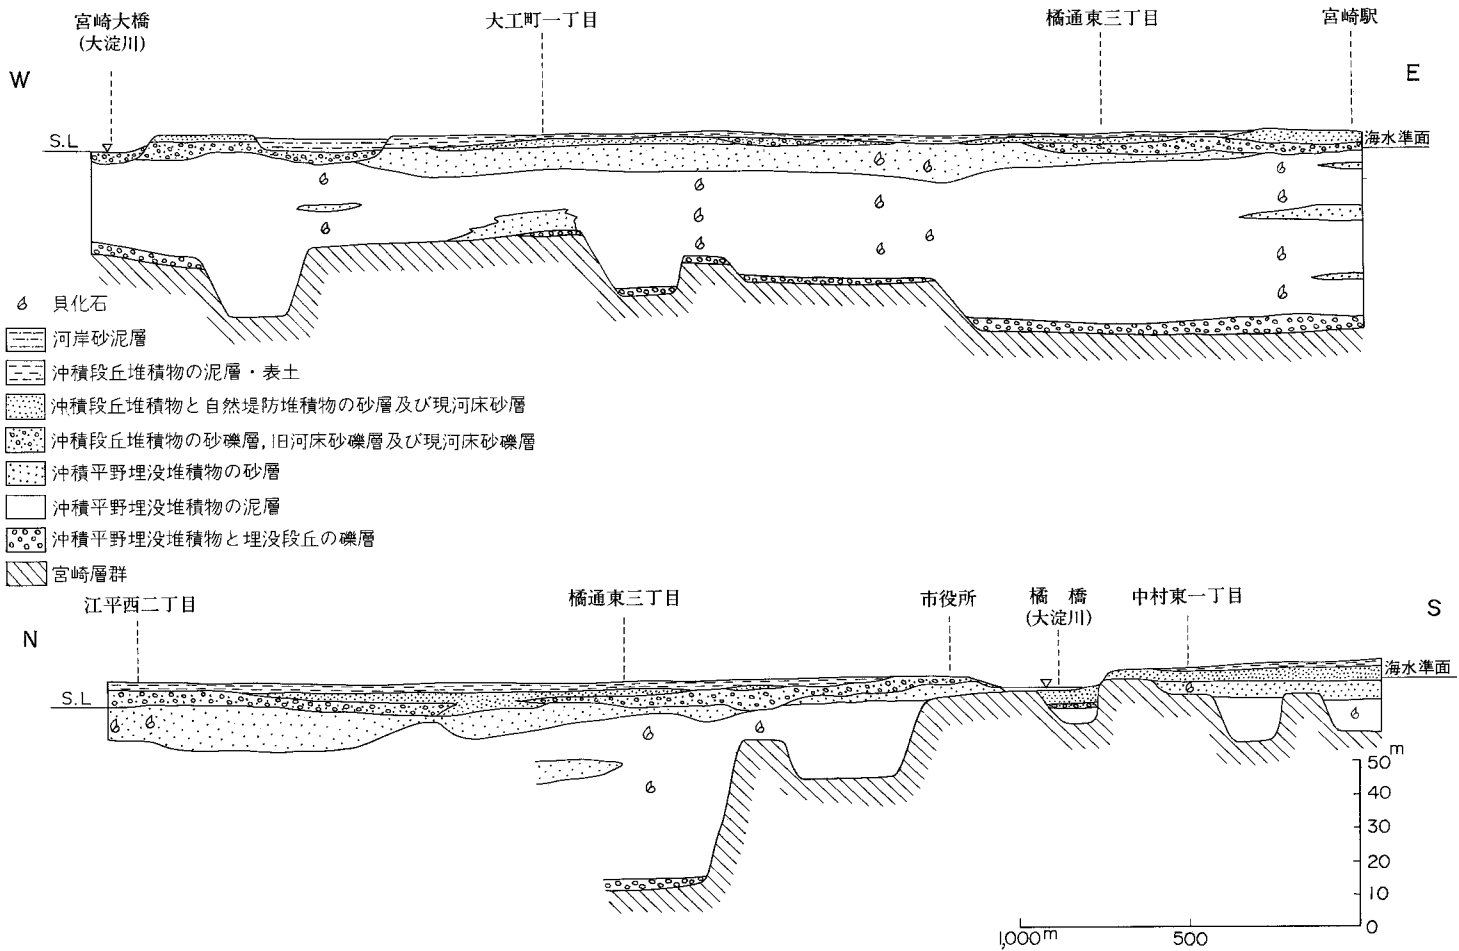 宮崎大橋
(大淀川)
大工町一丁目
橘通東三丁目
宮崎駅
W
E
S.L
海水準面
貝化石
河岸砂泥層
沖積段丘堆積物の泥層・表土
沖積段丘堆積物と自然堤防堆積物の砂層及び現河床砂層
沖積段丘堆積物の砂礫層,旧河床砂礫層及び現河床砂礫層
沖積平野埋没堆積物の砂層
沖積平野埋没堆積物の泥層
沖積平野埋没堆積物と埋没段丘の礫層
宮崎層群
江平西二丁目
橘通東三丁目
市役所
橘 橋
(大淀川)
中村東一丁目
N
S
S.L
海水準面
50m
40
30
20
10
0
1,000m
500